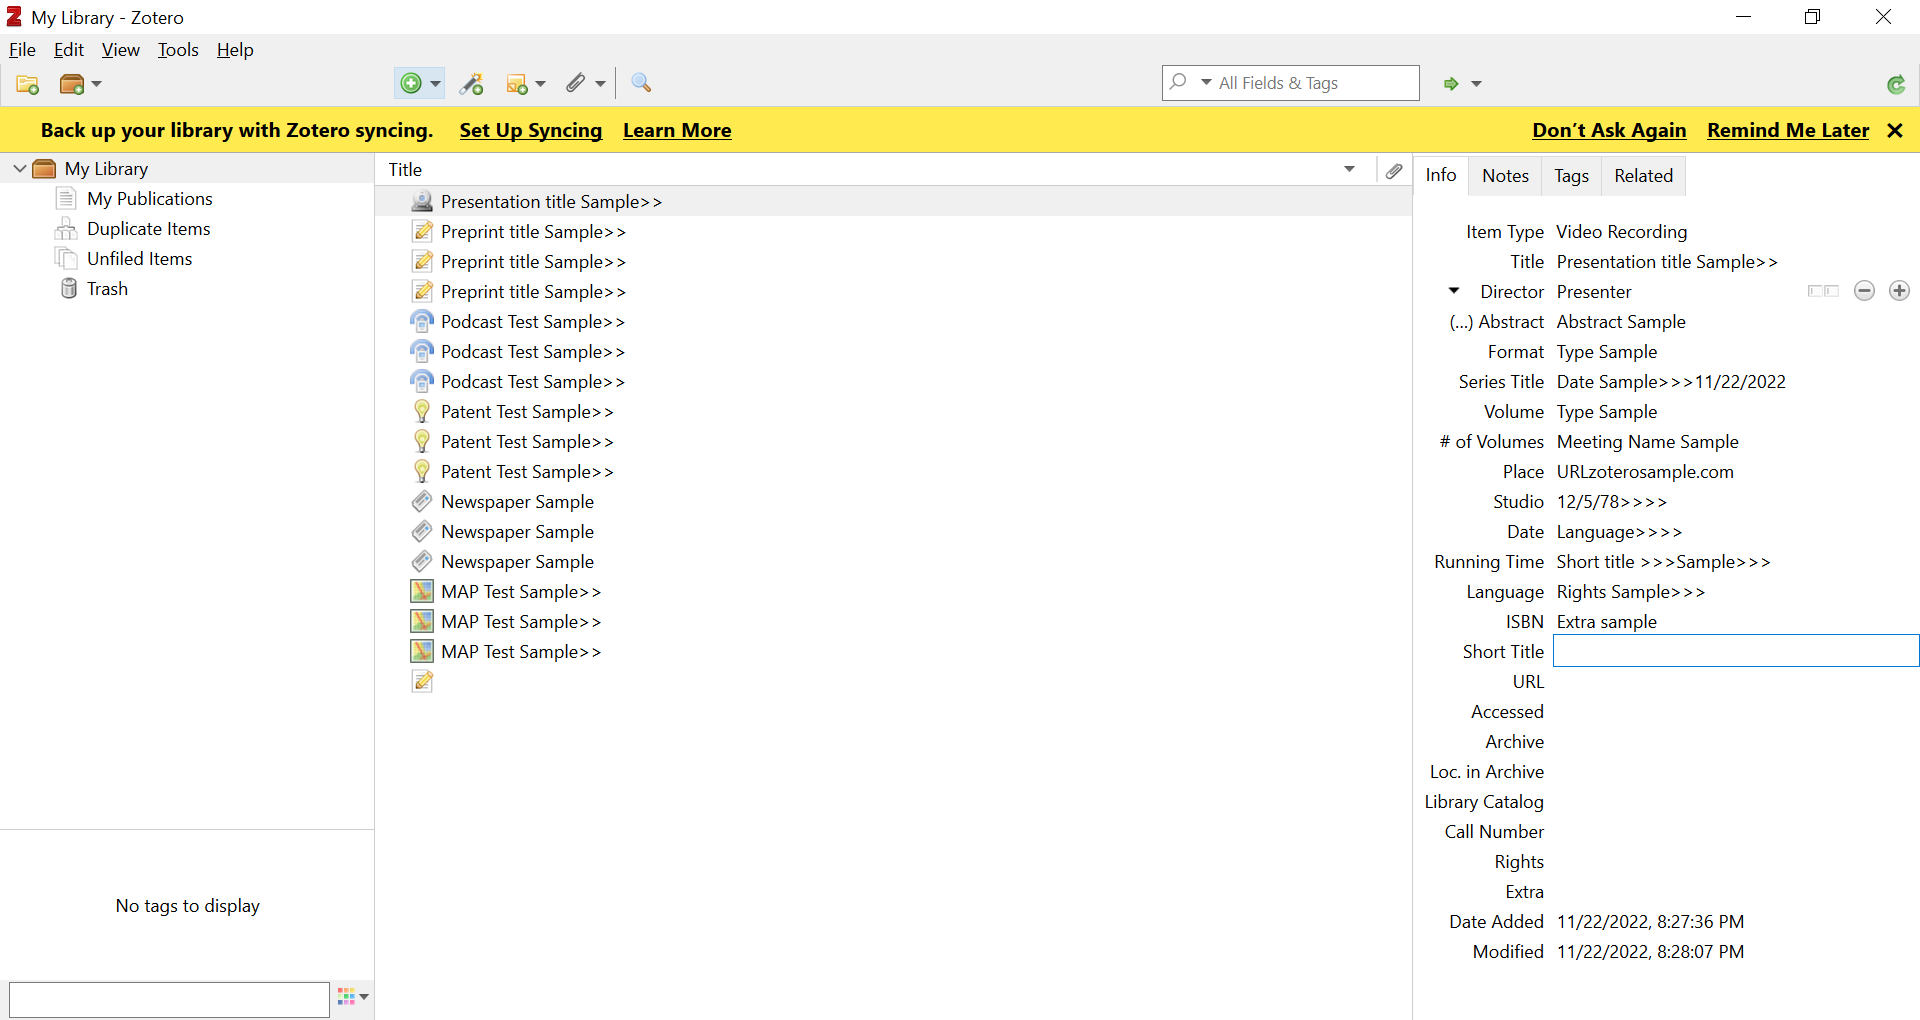 My Library - Zotero
File Edit View Tools Help
All Fields & Tags
Back up your library with Zotero syncing. Set Up Syncing Learn More Don't Ask Again Remind Me Later
My Library
My Publications
Duplicate Items
Unfiled Items
Trash
No tags to display
Title
Presentation title Sample>>
Preprint title Sample>>
Preprint title Sample>>
Preprint title Sample>>
Podcast Test Sample>>
Podcast Test Sample>>
Podcast Test Sample>>
Patent Test Sample>>
Patent Test Sample>>
Patent Test Sample>>
Newspaper Sample
Newspaper Sample
Newspaper Sample
MAP Test Sample>>
MAP Test Sample>>
MAP Test Sample>>
Info Notes Tags Related
Item Type Video Recording
Title Presentation title Sample>>
Director Presenter
(...) Abstract Abstract Sample
Format Type Sample
Series Title Date Sample>>>11/22/2022
Volume Type Sample
# of Volumes Meeting Name Sample
Place URLzoterosample.com
Studio 12/5/78>>>>
Date Language>>>>
Running Time Short title >>>Sample>>>
Language Rights Sample>>>
ISBN Extra sample
Short Title
URL
Accessed
Archive
Loc. in Archive
Library Catalog
Call Number
Rights
Extra
Date Added 11/22/2022, 8:27:36 PM
Modified 11/22/2022, 8:28:07 PM